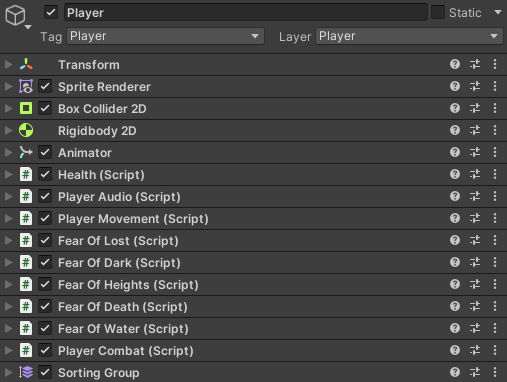 Player Static
Tag Player Layer Player
Transform
Sprite Renderer
Box Collider 2D
Rigidbody 2D
Animator
Health (Script)
Player Audio (Script)
Player Movement (Script)
Fear Of Lost (Script)
Fear Of Dark (Script)
Fear Of Heights (Script)
Fear Of Death (Script)
Fear Of Water (Script)
Player Combat (Script)
Sorting Group